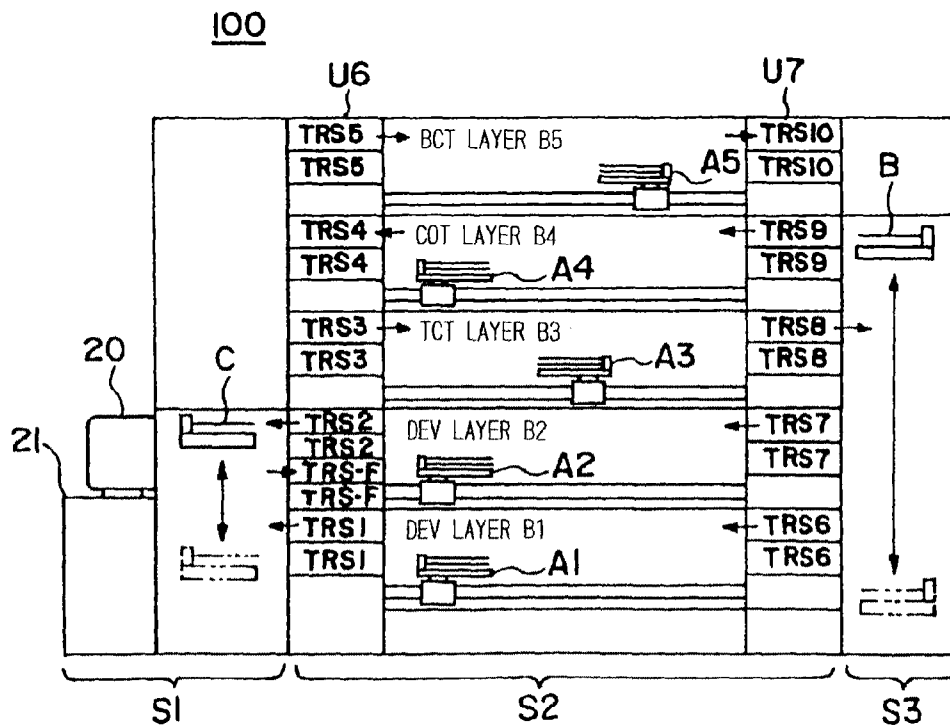 100
U6 U7
TRS5 BCT LAYER B5 TRS10
TRS5 A5 TRS10
B
TRS4 COT LAYER B4 TRS9
TRS4 A4 TRS9
TRS3 TCT LAYER B3 TRS8
TRS3 A3 TRS8
20 C
TRS2 DEV LAYER B2 TRS7
TRS2 A2 TRS7
21
TRS-F
TRS-F
TRS1 DEV LAYER B1 TRS6
TRS1 A1 TRS6
S1 S2 S3